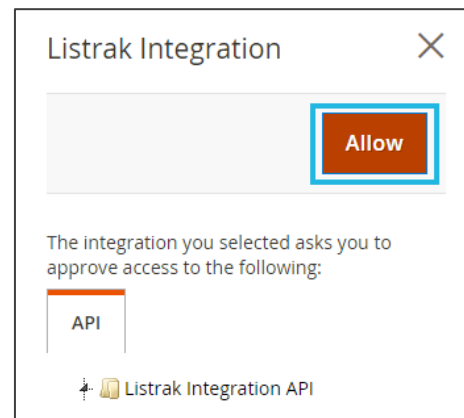 Listrak Integration
Allow
The integration you selected asks you to
approve access to the following:
API
Listrak Integration API